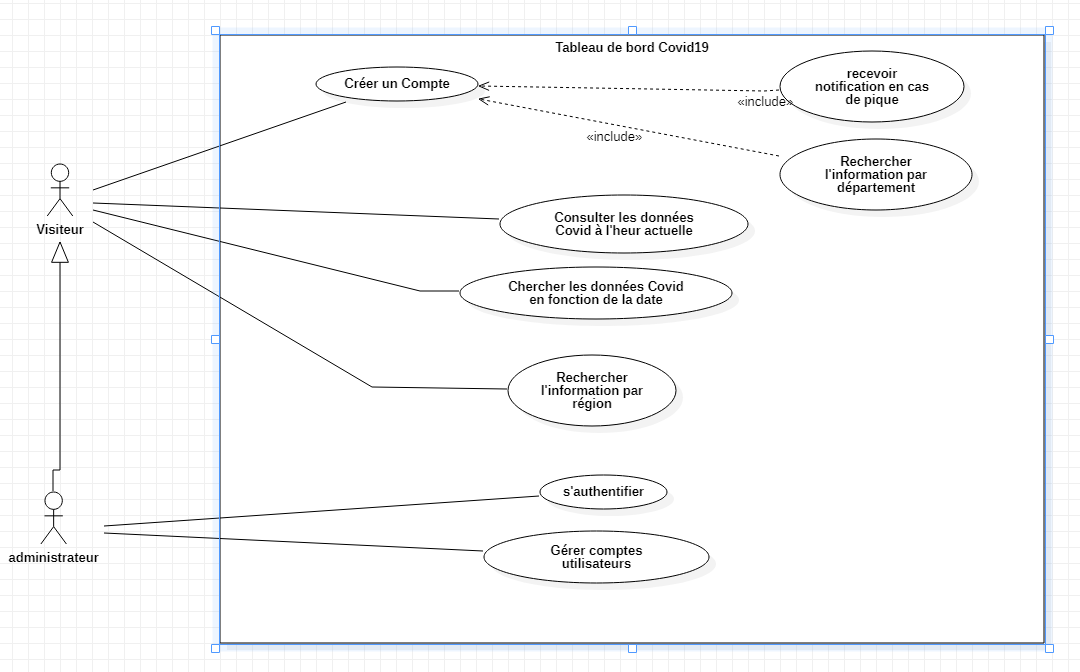 Tableau de bord Covid19
Créer un Compte
recevoir
notification en cas
de pique
«include»
«include»
Rechercher
l'information par
département
Visiteur
Consulter les données
Covid à l'heur actuelle
Chercher les données Covid
en fonction de la date
Rechercher
l'information par
région
s'authentifier
administrateur
Gérer comptes
utilisateurs